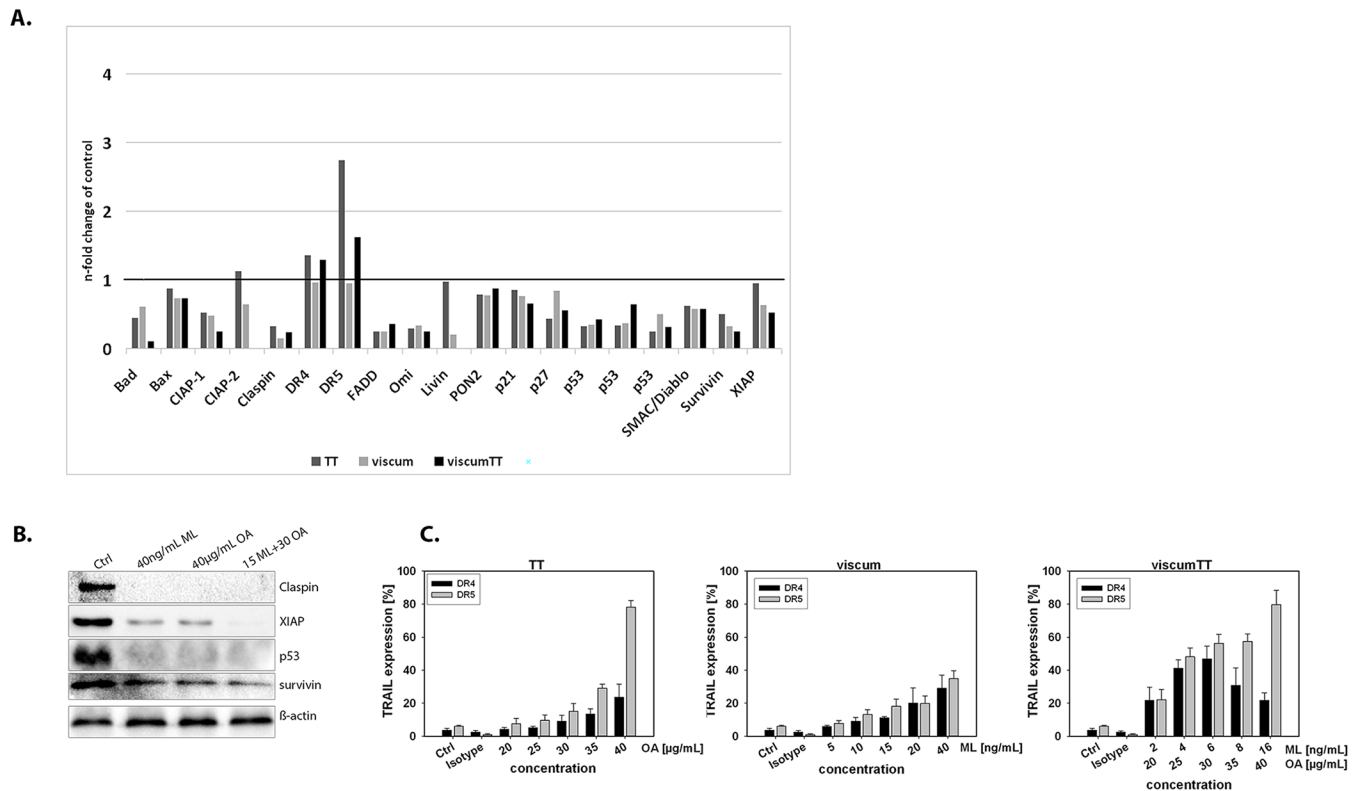 A.
4
3
2
1
0
n-fold change of control
Bad Bax CIAP-1 CIAP-2 Claspin DR4 DR5 FADD Omi Livin PON2 p21 p27 p53 p53 p53 SMAC/Diablo Survivin XIAP
TT viscum viscumTT
B.
Ctrl 40ng/mL ML 40µg/mL OA 15 ML+30 OA
Claspin
XIAP
p53
survivin
ß-actin
C.
TT
100
80
60
40
20
0
TRAIL expression [%]
DR4
DR5
Ctrl Isotype 20 25 30 35 40 OA [µg/mL]
concentration
viscum
100
80
60
40
20
0
TRAIL expression [%]
DR4
DR5
Ctrl Isotype 5 10 15 20 40 ML [ng/mL]
concentration
viscumTT
100
80
60
40
20
0
TRAIL expression [%]
DR4
DR5
Ctrl Isotype 2 4 6 8 16 ML [ng/mL]
20 25 30 35 40 OA [µg/mL]
concentration